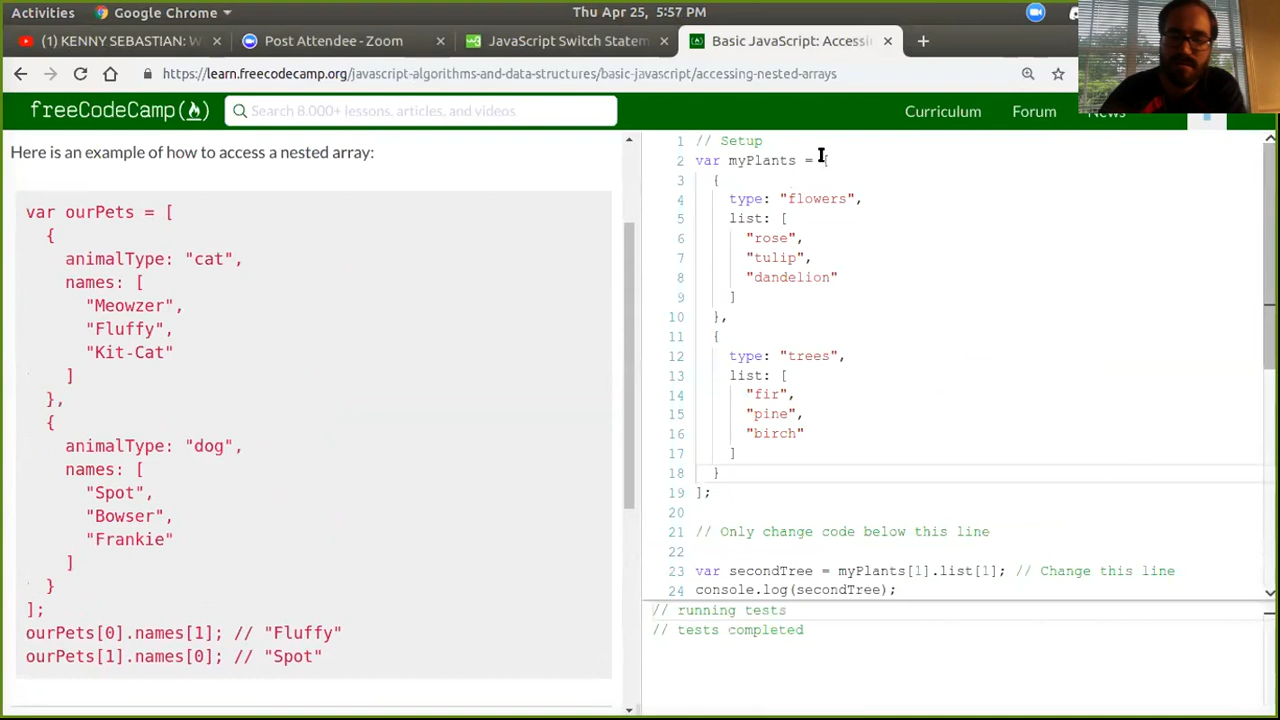 Activities
Google Chrome
Thu Apr 25, 5:57 PM
(1) KENNY SEBASTIAN: W
Post Attendee - Zoo
JavaScript Switch Statem
Basic JavaScript: Accessin
https://learn.freecodecamp.org/javascript-algorithms-and-data-structures/basic-javascript/accessing-nested-arrays
freeCodeCamp
Search 8,000+ lessons, articles, and videos
Curriculum
Forum
News
Here is an example of how to access a nested array:
var ourPets = [
{
animalType: "cat",
names: [
"Meowzer",
"Fluffy",
"Kit-Cat"
]
},
{
animalType: "dog",
names: [
"Spot",
"Bowser",
"Frankie"
]
}
];
ourPets[0].names[1]; // "Fluffy"
ourPets[1].names[0]; // "Spot"
1 // Setup
2 var myPlants = [
3 {
4 type: "flowers",
5 list: [
6 "rose",
7 "tulip",
8 "dandelion"
9 ]
10 },
11 {
12 type: "trees",
13 list: [
14 "fir",
15 "pine",
16 "birch"
17 ]
18 }
19 ];
20
21 // Only change code below this line
22
23 var secondTree = myPlants[1].list[1]; // Change this line
24 console.log(secondTree);
// running tests
// tests completed